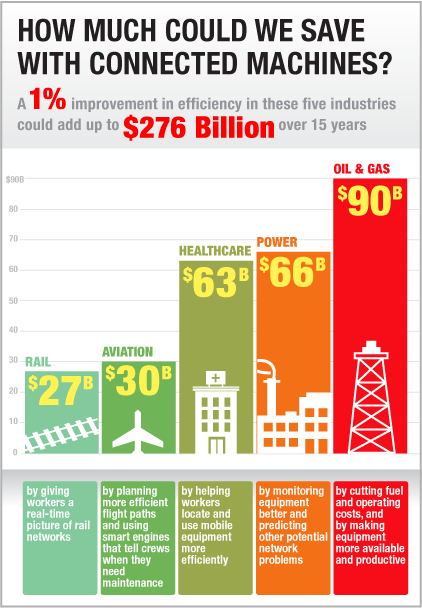 HOW MUCH COULD WE SAVE
WITH CONNECTED MACHINES?
A 1% improvement in efficiency in these five industries
could add up to $276 Billion over 15 years
$90B
80
70
60
50
40
30
20
10
0
RAIL
$27B
AVIATION
$30B
HEALTHCARE
$63B
POWER
$66B
OIL & GAS
$90B
by giving
workers a
real-time
picture of rail
networks
by planning
more efficient
flight paths
and using
smart engines
that tell crews
when they
need
maintenance
by helping
workers
locate and
use mobile
equipment
more
efficiently
by monitoring
equipment
better and
predicting
other potential
network
problems
by cutting fuel
and operating
costs, and
by making
equipment
more available
and productive